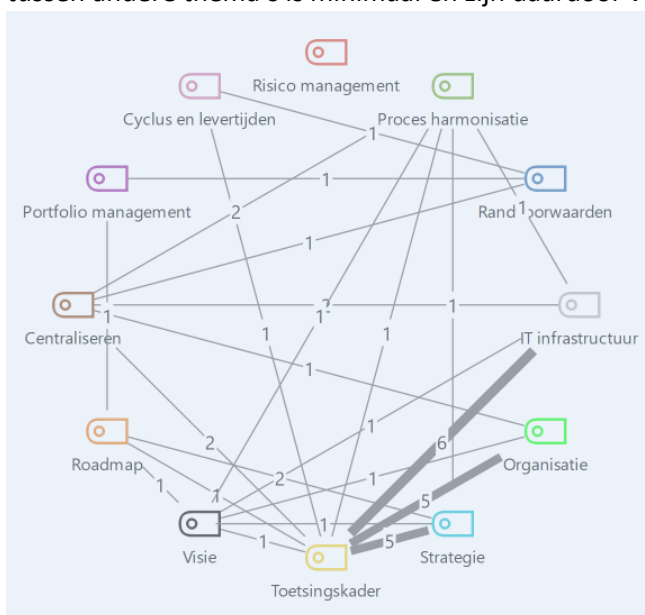 Risico management
Cyclus en levertijden
Proces harmonisatie
1
Portfolio management
1
Randvoorwaarden
1
2
1
Centraliseren
1
2
1
1
IT infrastructuur
1
1
1
Roadmap
2
1
6
Organisatie
1
1
2
1
5
Visie
1
1
5
Strategie
Toetsingskader